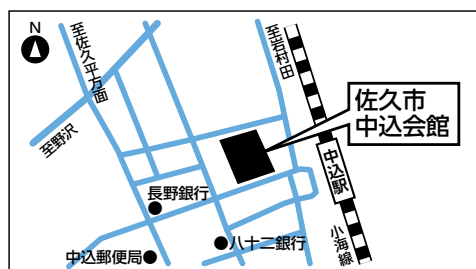 N
至佐久平方面
至岩村田
至野沢
佐久市
中込会館
中込駅
長野銀行
八十二銀行
中込郵便局
小海線